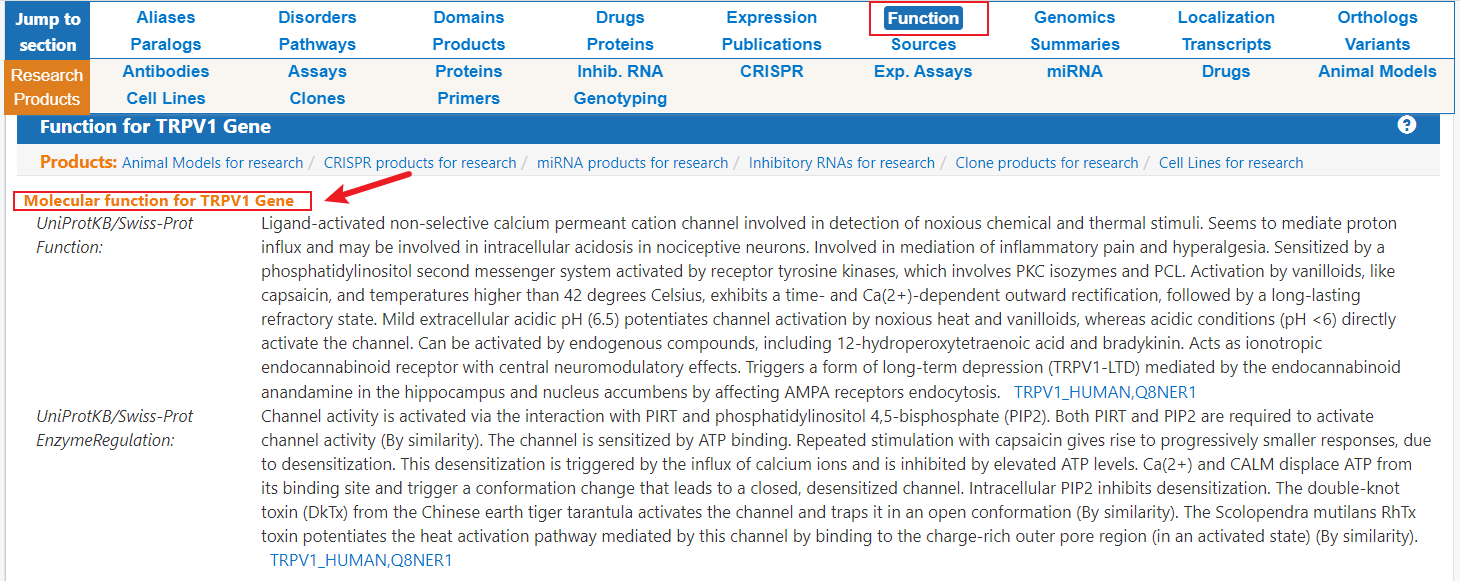 Jump to section
Aliases Disorders Domains Drugs Expression Function Genomics Localization Orthologs
Paralogs Pathways Products Proteins Publications Sources Summaries Transcripts Variants
Research Products
Antibodies Assays Proteins Inhib. RNA CRISPR Exp. Assays miRNA Drugs Animal Models
Cell Lines Clones Primers Genotyping
Function for TRPV1 Gene ?
Products: Animal Models for research / CRISPR products for research / miRNA products for research / Inhibitory RNAs for research / Clone products for research / Cell Lines for research
Molecular function for TRPV1 Gene
UniProtKB/Swiss-Prot
Function:
Ligand-activated non-selective calcium permeant cation channel involved in detection of noxious chemical and thermal stimuli. Seems to mediate proton
influx and may be involved in intracellular acidosis in nociceptive neurons. Involved in mediation of inflammatory pain and hyperalgesia. Sensitized by a
phosphatidylinositol second messenger system activated by receptor tyrosine kinases, which involves PKC isozymes and PCL. Activation by vanilloids, like
capsaicin, and temperatures higher than 42 degrees Celsius, exhibits a time- and Ca(2+)-dependent outward rectification, followed by a long-lasting
refractory state. Mild extracellular acidic pH (6.5) potentiates channel activation by noxious heat and vanilloids, whereas acidic conditions (pH <6) directly
activate the channel. Can be activated by endogenous compounds, including 12-hydroperoxytetraenoic acid and bradykinin. Acts as ionotropic
endocannabinoid receptor with central neuromodulatory effects. Triggers a form of long-term depression (TRPV1-LTD) mediated by the endocannabinoid
anandamine in the hippocampus and nucleus accumbens by affecting AMPA receptors endocytosis. TRPV1_HUMAN,Q8NER1
UniProtKB/Swiss-Prot
EnzymeRegulation:
Channel activity is activated via the interaction with PIRT and phosphatidylinositol 4,5-bisphosphate (PIP2). Both PIRT and PIP2 are required to activate
channel activity (By similarity). The channel is sensitized by ATP binding. Repeated stimulation with capsaicin gives rise to progressively smaller responses, due
to desensitization. This desensitization is triggered by the influx of calcium ions and is inhibited by elevated ATP levels. Ca(2+) and CALM displace ATP from
its binding site and trigger a conformation change that leads to a closed, desensitized channel. Intracellular PIP2 inhibits desensitization. The double-knot
toxin (DkTx) from the Chinese earth tiger tarantula activates the channel and traps it in an open conformation (By similarity). The Scolopendra mutilans RhTx
toxin potentiates the heat activation pathway mediated by this channel by binding to the charge-rich outer pore region (in an activated state) (By similarity).
TRPV1_HUMAN,Q8NER1